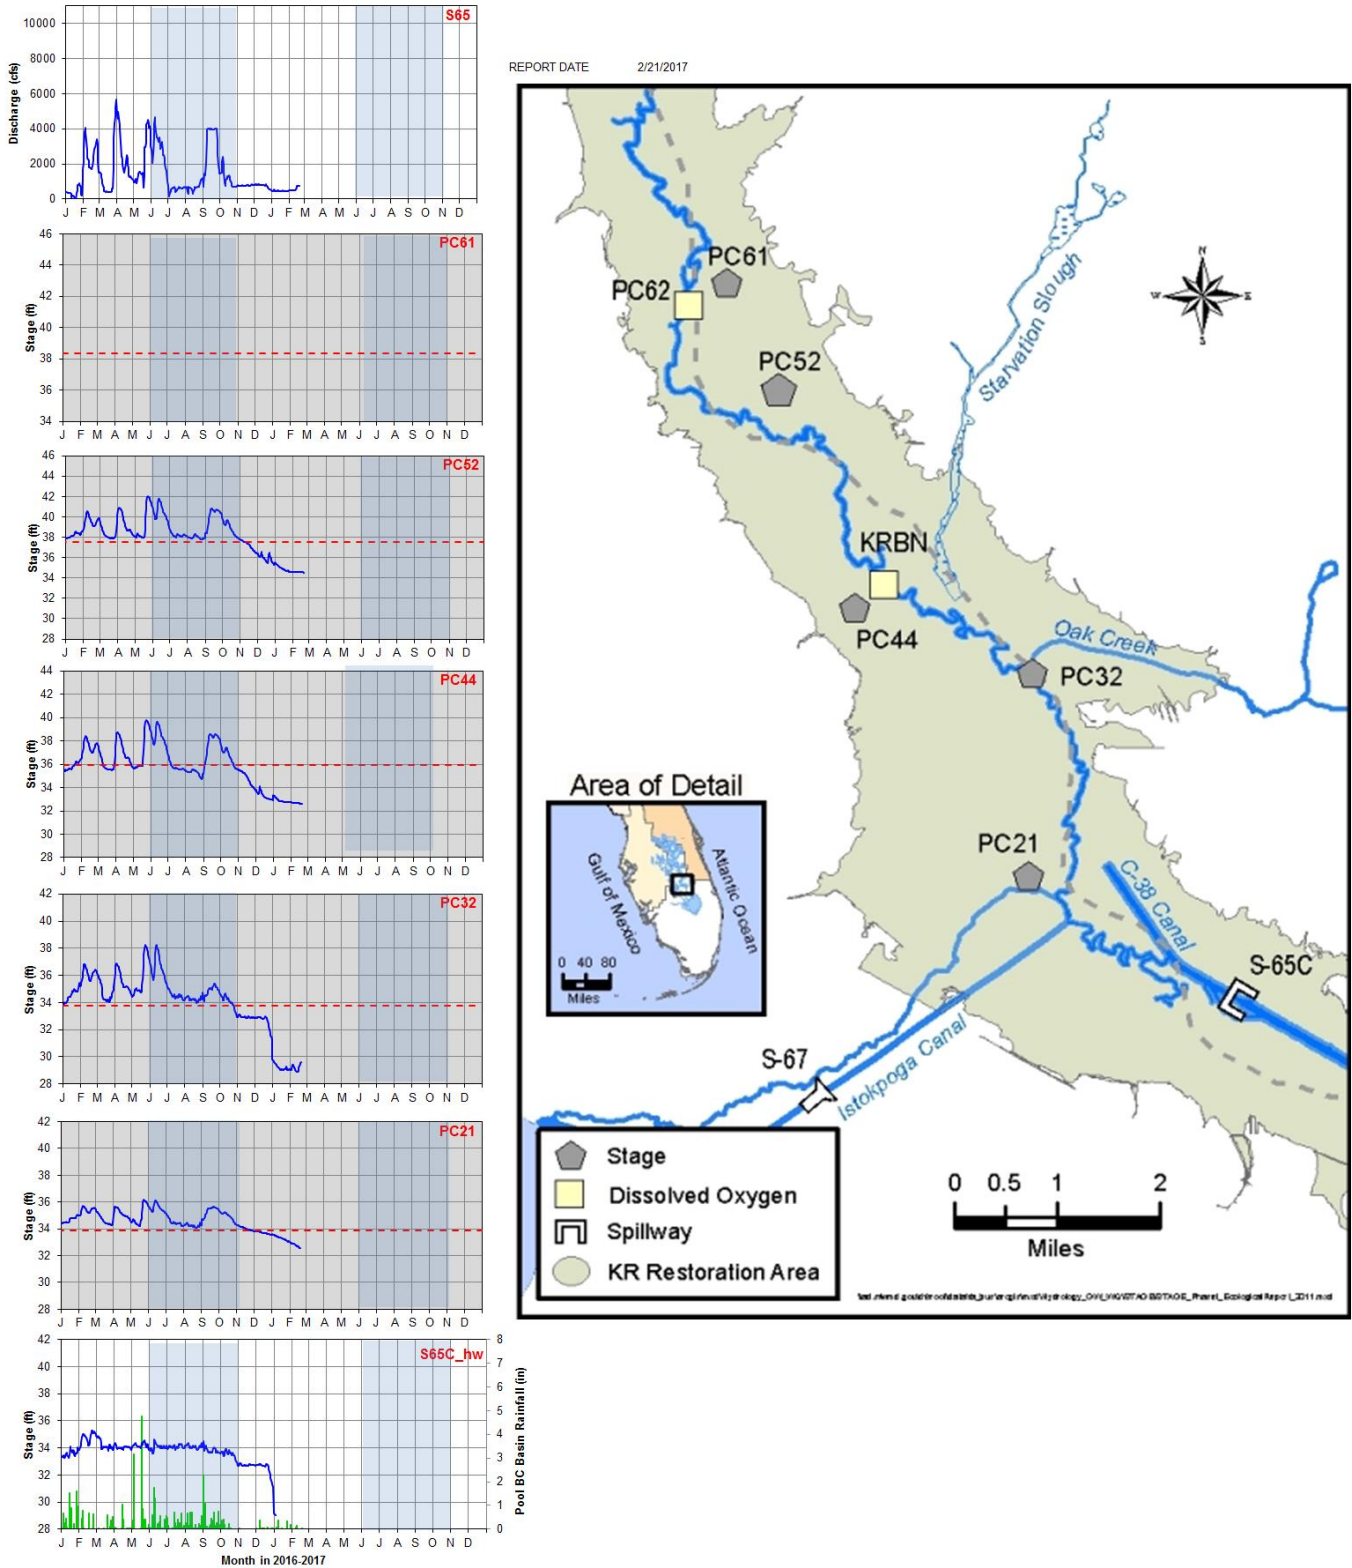 S65
10000
8000
6000
4000
2000
0
Discharge (cfs)
J F M A M J J A S O N D J F M A M J J A S O N D
PC61
46
44
42
40
38
36
34
Stage (ft)
J F M A M J J A S O N D J F M A M J J A S O N D
PC52
46
44
42
40
38
36
34
32
30
28
Stage (ft)
J F M A M J J A S O N D J F M A M J J A S O N D
PC44
44
42
40
38
36
34
32
30
28
Stage (ft)
J F M A M J J A S O N D J F M A M J J A S O N D
PC32
42
40
38
36
34
32
30
28
Stage (ft)
J F M A M J J A S O N D J F M A M J J A S O N D
PC21
42
40
38
36
34
32
30
28
Stage (ft)
J F M A M J J A S O N D J F M A M J J A S O N D
S65C_hw
42
40
38
36
34
32
30
28
Stage (ft)
8
7
6
5
4
3
2
1
0
Pool BC Basin Rainfall (in)
J F M A M J J A S O N D J F M A M J J A S O N D
Month in 2016-2017
REPORT DATE 2/21/2017
N
W E
S
PC61
PC62
Starvation Slough
PC52
KRBN
PC44
Oak Creek
PC32
Area of Detail
Gulf of Mexico
Atlantic Ocean
0 40 80
Miles
PC21
C-38 Canal
S-65C
S-67
Istokpoga Canal
Stage
Dissolved Oxygen
Spillway
KR Restoration Area
0 0.5 1 2
Miles